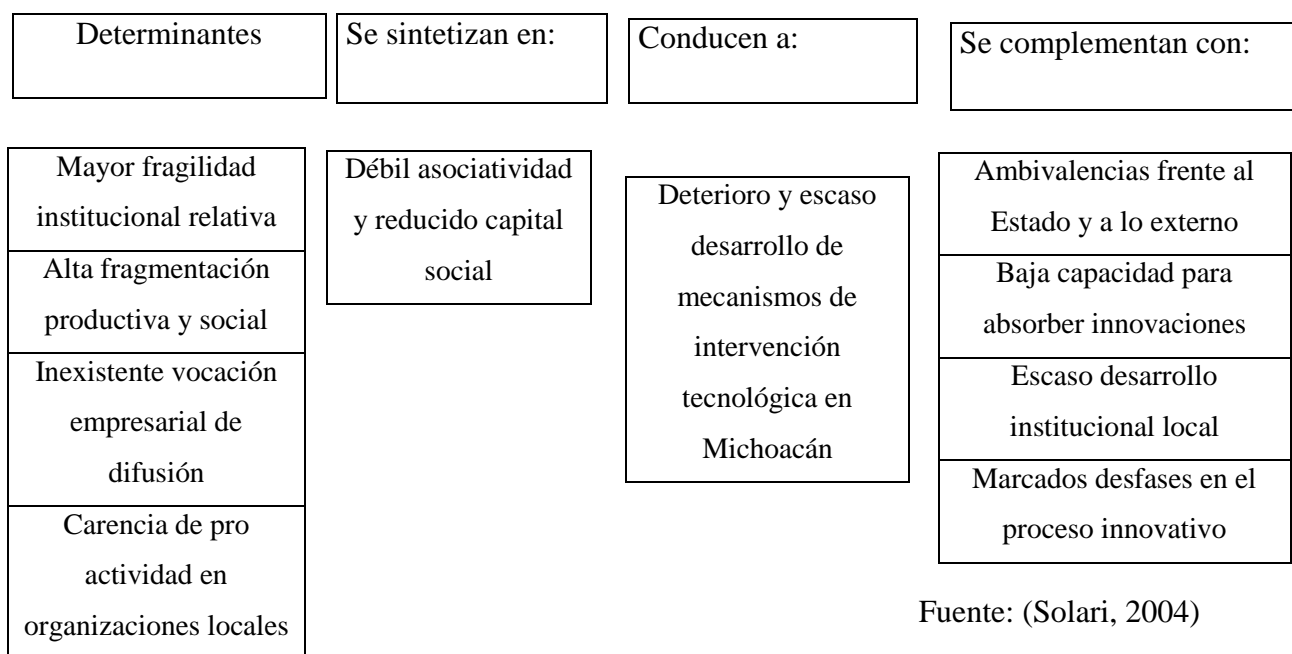 Determinantes
Se sintetizan en:
Conducen a:
Se complementan con:
Mayor fragilidad
institucional relativa
Alta fragmentación
productiva y social
Inexistente vocación
empresarial de
difusión
Carencia de pro
actividad en
organizaciones locales
Débil asociatividad
y reducido capital
social
Deterioro y escaso
desarrollo de
mecanismos de
intervención
tecnológica en
Michoacán
Ambivalencias frente al
Estado y a lo externo
Baja capacidad para
absorber innovaciones
Escaso desarrollo
institucional local
Marcados desfases en el
proceso innovativo
Fuente: (Solari, 2004)